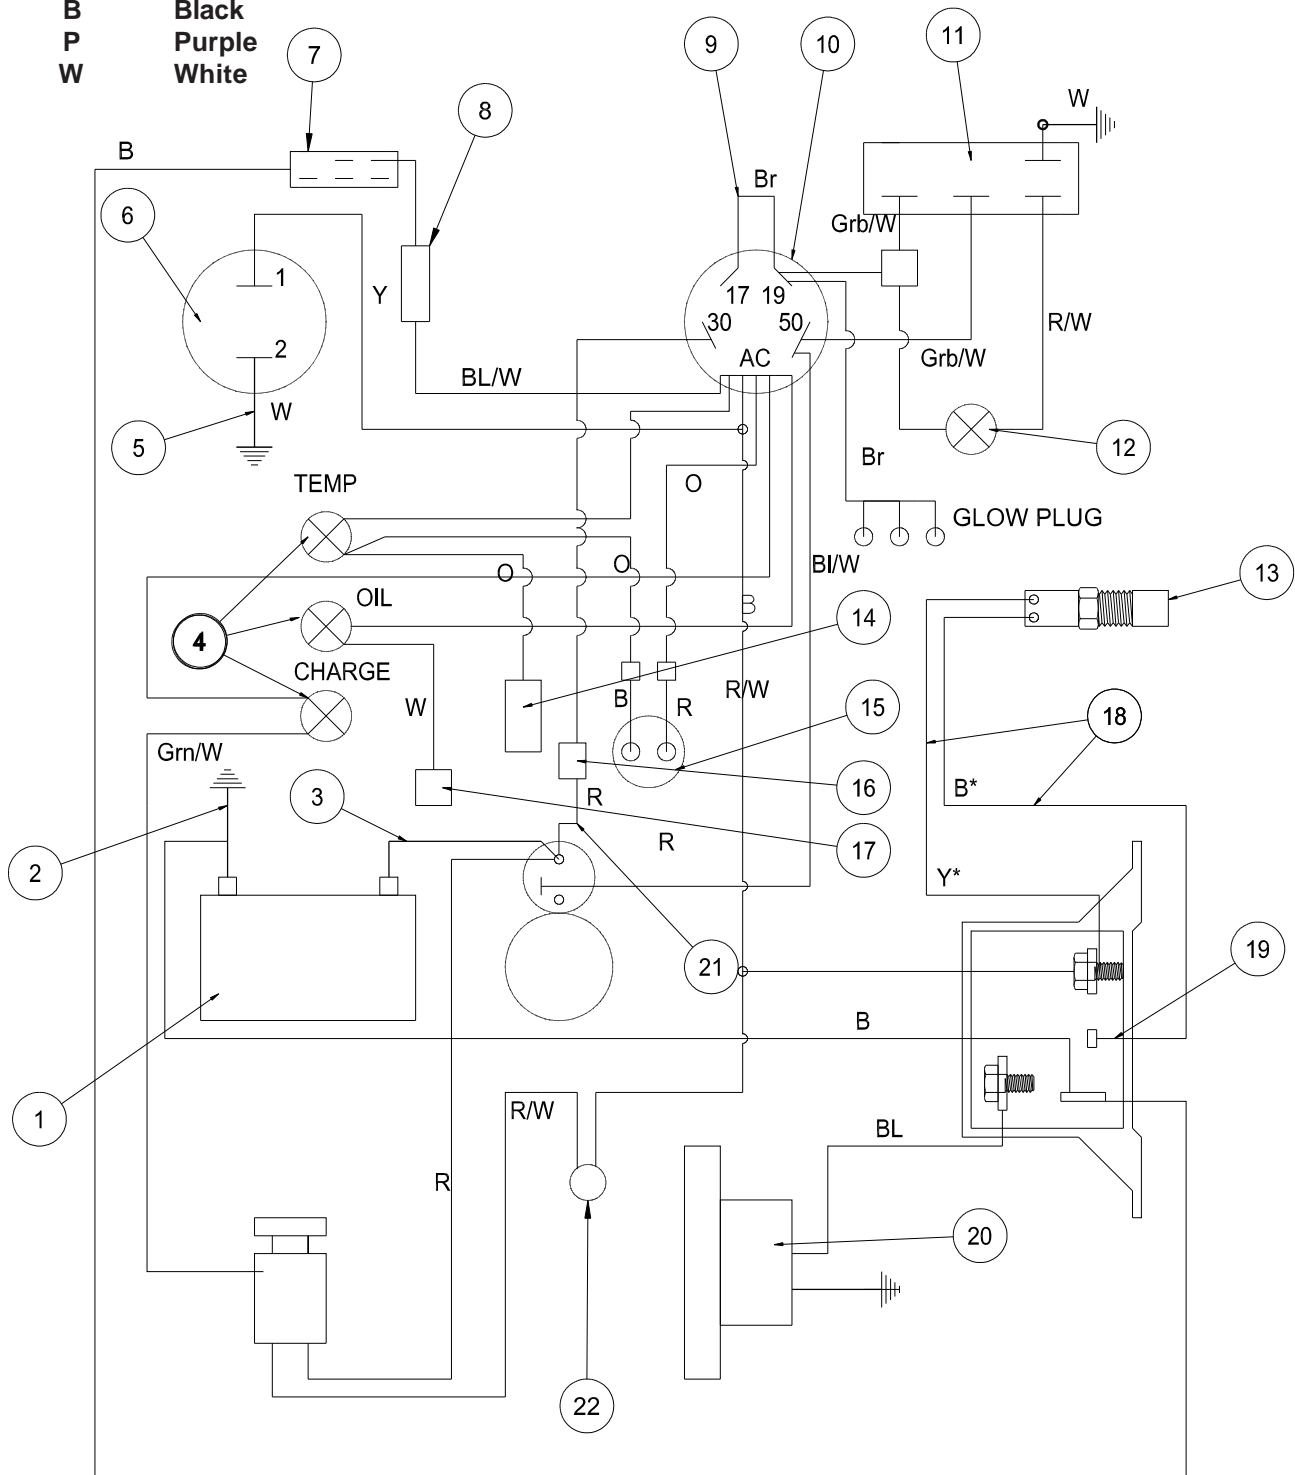 B Black
P Purple
W White
7
8
9
10
11
W
B
Br
6
Grb/W
1
17 19
Y
30 50
R/W
2
AC
Grb/W
BL/W
W
5
12
Br
TEMP
O
GLOW PLUG
Bl/W
O
O
13
OIL
B
14
4
CHARGE
R/W
B
R
W
15
18
Grn/W
3
R
16
B*
R
17
2
Y*
21
19
B
1
R/W
BL
R
20
22